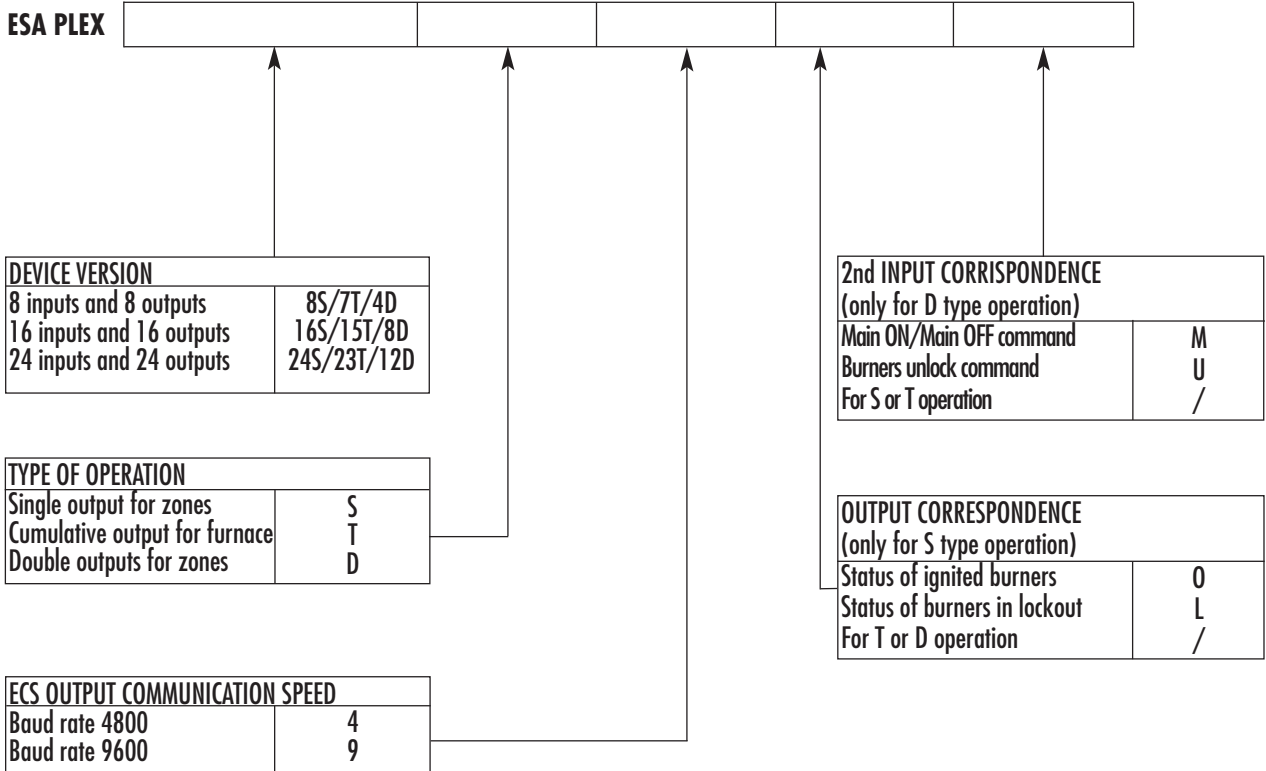 ESA PLEX
DEVICE VERSION
8 inputs and 8 outputs 8S/7T/4D
16 inputs and 16 outputs 16S/15T/8D
24 inputs and 24 outputs 24S/23T/12D
TYPE OF OPERATION
Single output for zones S
Cumulative output for furnace T
Double outputs for zones D
ECS OUTPUT COMMUNICATION SPEED
Baud rate 4800 4
Baud rate 9600 9
2nd INPUT CORRISPONDENCE
(only for D type operation)
Main ON/Main OFF command M
Burners unlock command U
For S or T operation /
OUTPUT CORRESPONDENCE
(only for S type operation)
Status of ignited burners O
Status of burners in lockout L
For T or D operation /